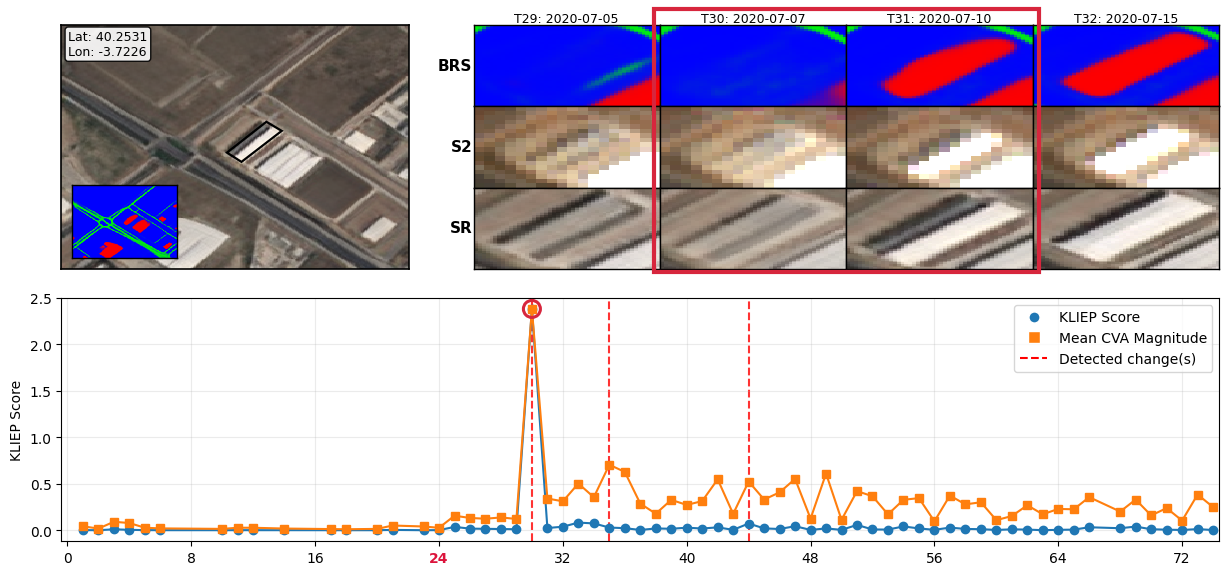 Lat: 40.2531
Lon: -3.7226
T29: 2020-07-05
T30: 2020-07-07
T31: 2020-07-10
T32: 2020-07-15
BRS
S2
SR
2.5
2.0
1.5
1.0
0.5
0.0
KLIEP Score
KLIEP Score
Mean CVA Magnitude
Detected change(s)
0 8 16 24 32 40 48 56 64 72